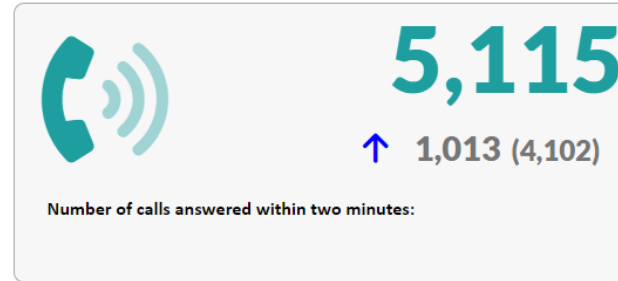 5,115
↑ 1,013 (4,102)
Number of calls answered within two minutes: